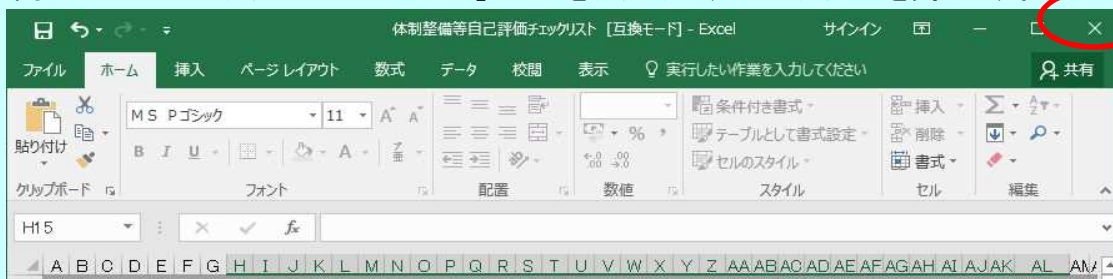 体制整備等自己評価チェックリスト [互換モード] - Excel サインイン
ファイル ホーム 挿入 ページ レイアウト 数式 データ 校閲 表示 実行したい作業を入力してください 共有
MS Pゴシック 11 A A 条件付き書式 挿入 Σ
貼り付け B I U A % , テーブルとして書式設定 削除
セルのスタイル 書式
クリップボード フォント 配置 数値 スタイル セル 編集
H15 fx
A B C D E F G H I J K L M N O P Q R S T U V W X Y Z AA AB AC AD AE AF AG AH AI AJ AK AL